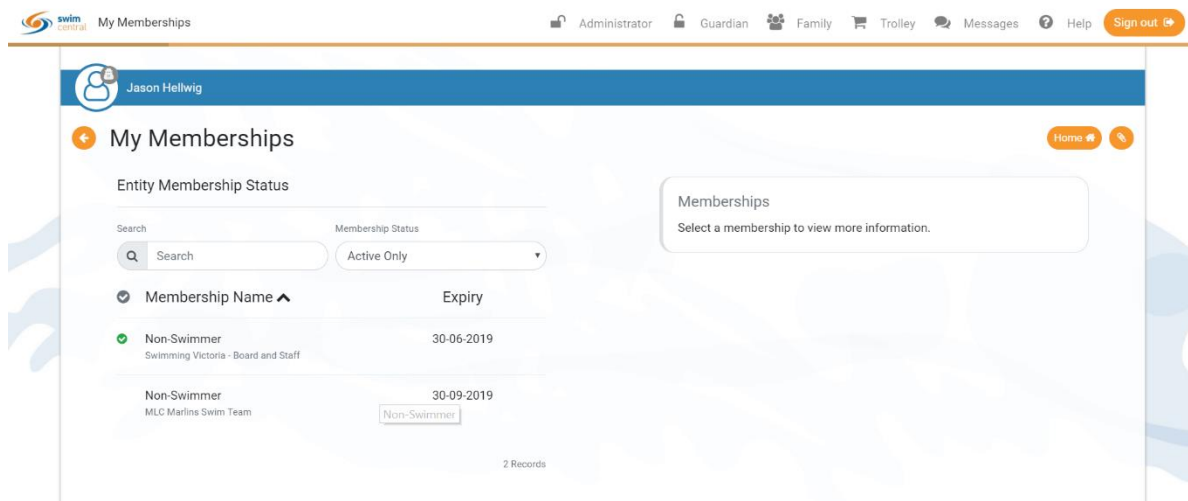 swim central My Memberships Administrator Guardian Family Trolley Messages Help Sign out
Jason Hellwig
My Memberships Home
Entity Membership Status
Memberships
Select a membership to view more information.
Search Membership Status
Search Active Only
Membership Name Expiry
Non-Swimmer 30-06-2019
Swimming Victoria - Board and Staff
Non-Swimmer 30-09-2019
MLC Marlins Swim Team
Non-Swimmer
2 Records